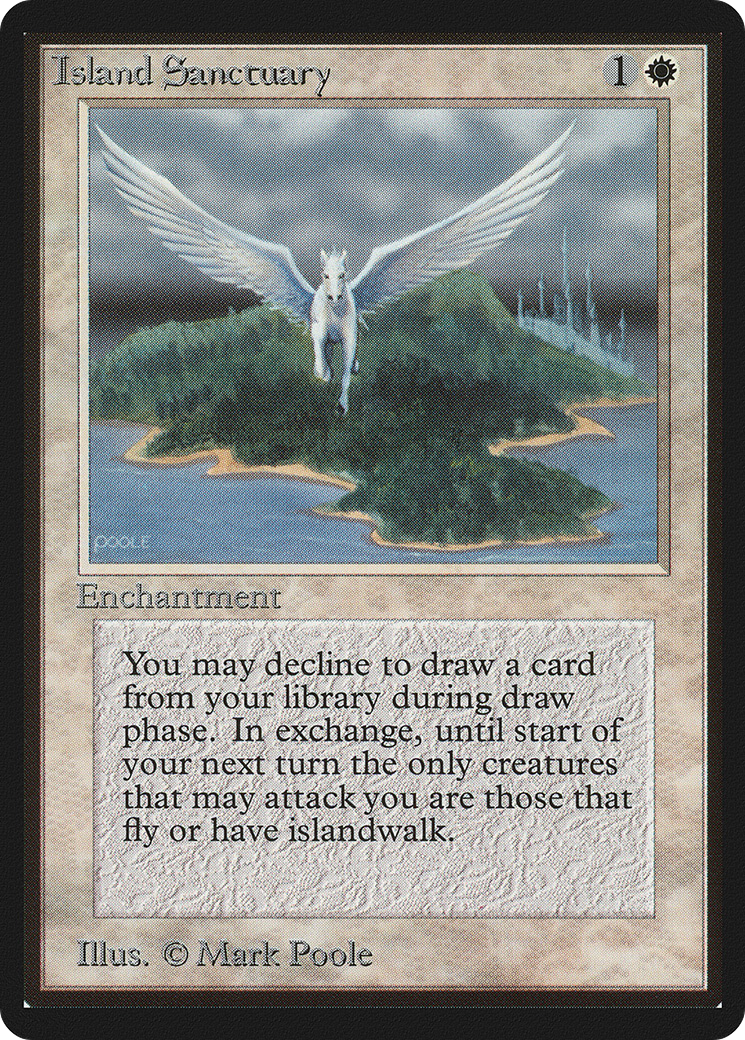 Island Sanctuary 1
POOLE
Enchantment
You may decline to draw a card
from your library during draw
phase. In exchange, until start of
your next turn the only creatures
that may attack you are those that
fly or have islandwalk.
Illus. © Mark Poole